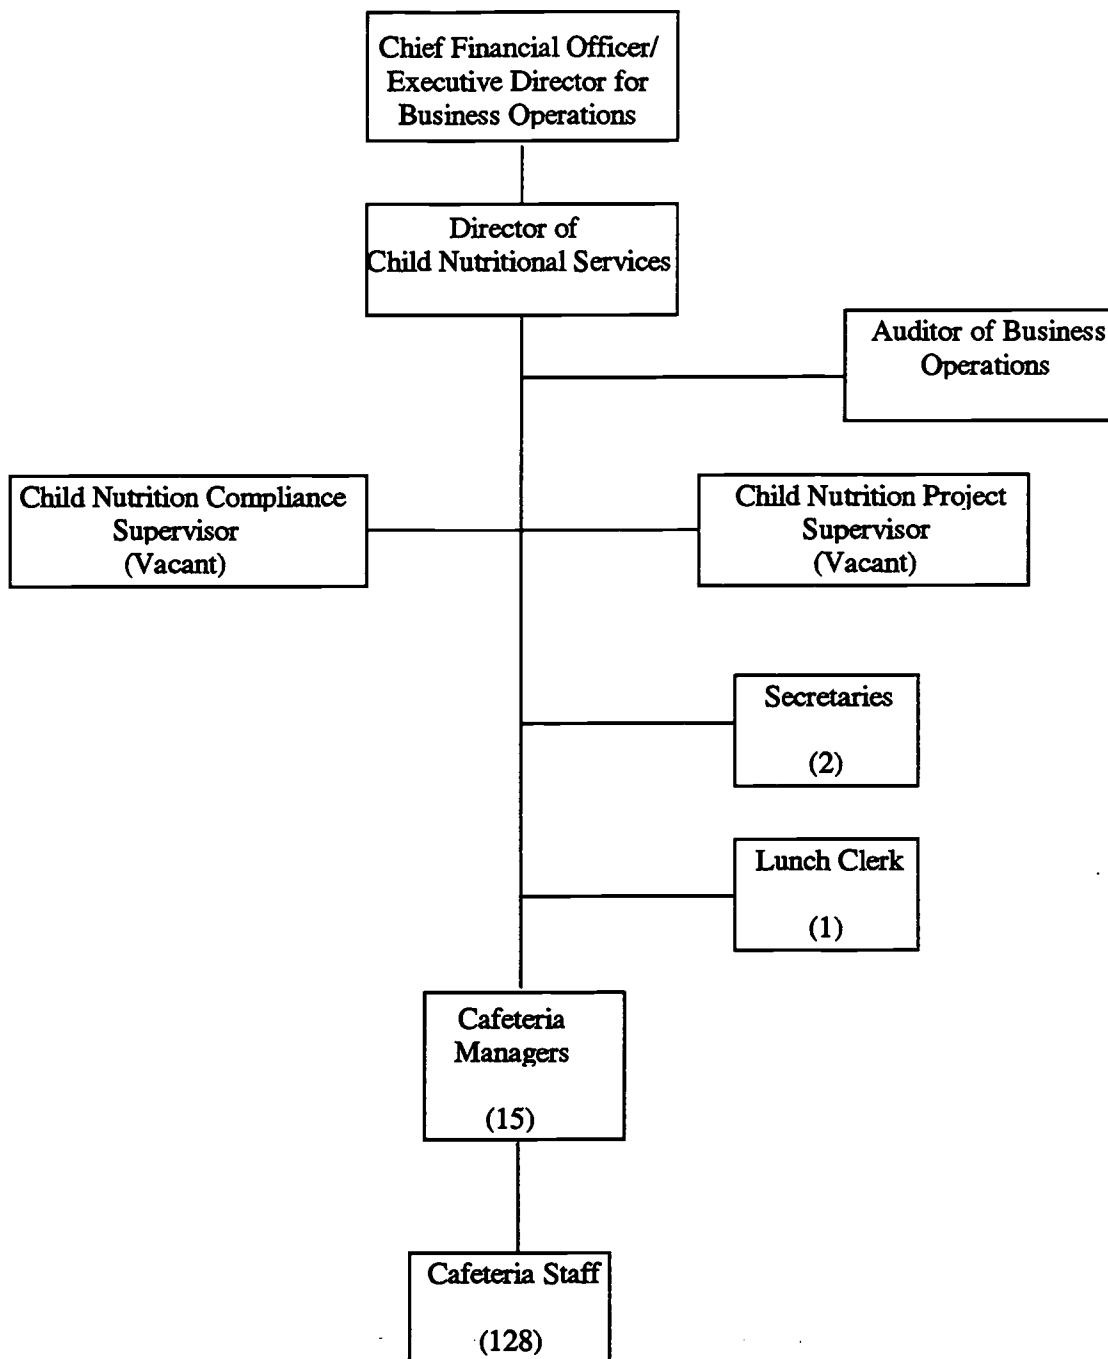 Chief Financial Officer/
Executive Director for
Business Operations
Director of
Child Nutritional Services
Auditor of Business
Operations
Child Nutrition Compliance
Supervisor
(Vacant)
Child Nutrition Project
Supervisor
(Vacant)
Secretaries
(2)
Lunch Clerk
(1)
Cafeteria
Managers
(15)
Cafeteria Staff
(128)